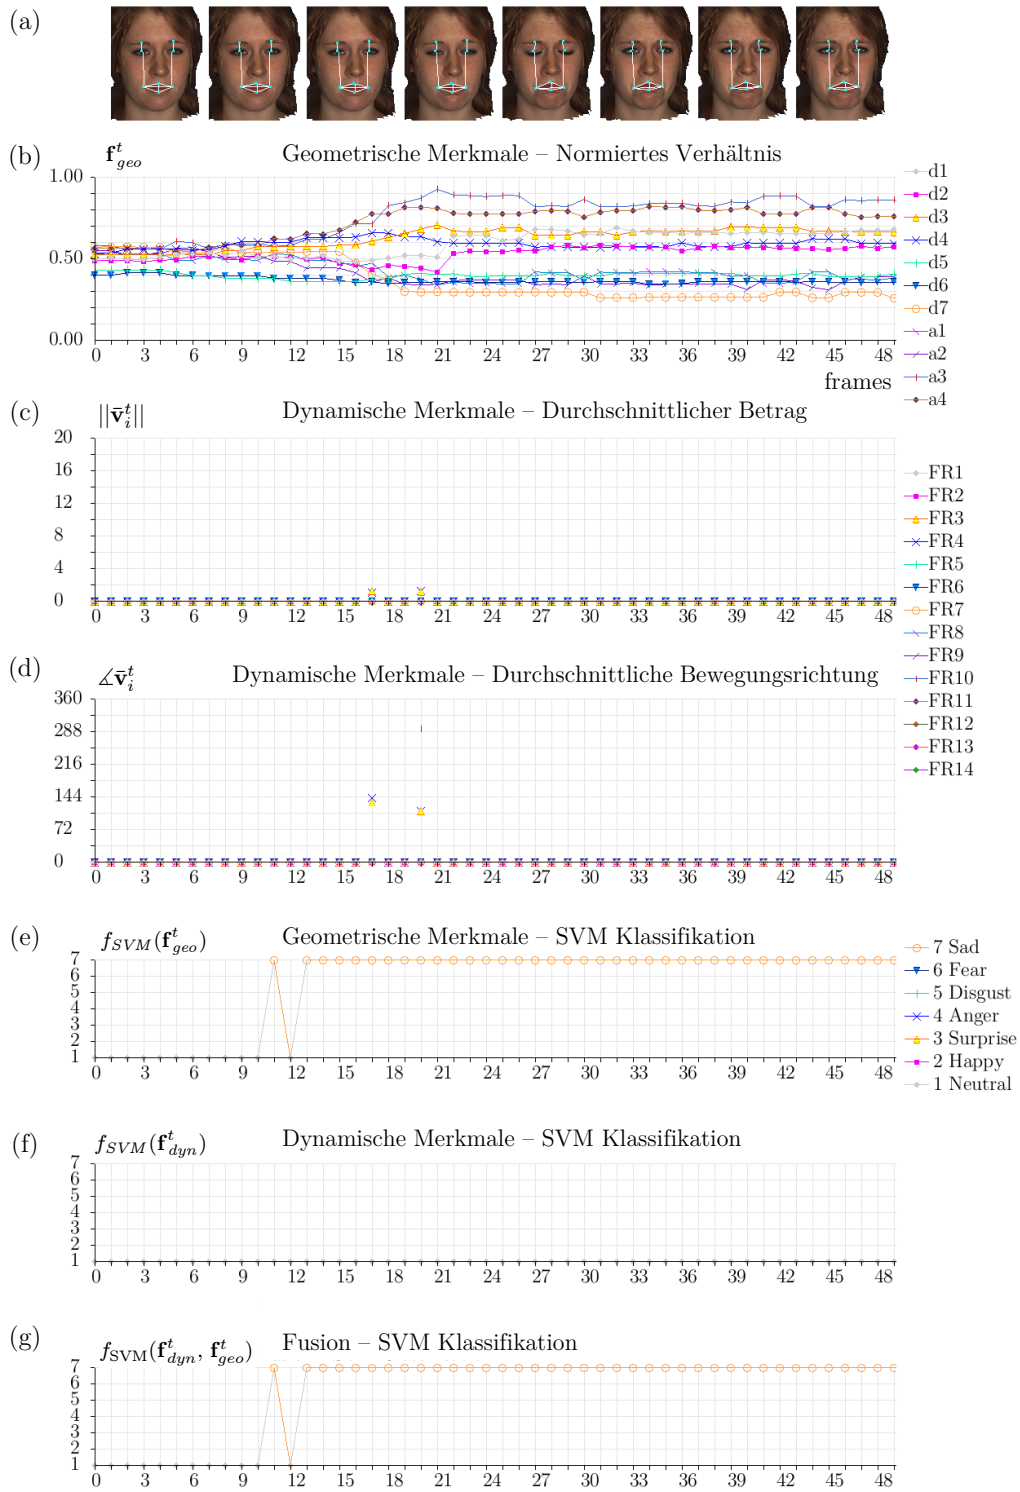 (a)
(b) f^t_geo Geometrische Merkmale – Normiertes Verhältnis
1.00
0.50
0.00
0 3 6 9 12 15 18 21 24 27 30 33 36 39 42 45 48
frames
d1
d2
d3
d4
d5
d6
d7
a1
a2
a3
a4
(c) ||v̄^t_i|| Dynamische Merkmale – Durchschnittlicher Betrag
20
16
12
8
4
0
0 3 6 9 12 15 18 21 24 27 30 33 36 39 42 45 48
FR1
FR2
FR3
FR4
FR5
FR6
FR7
FR8
FR9
FR10
FR11
FR12
FR13
FR14
(d) ∡v̄^t_i Dynamische Merkmale – Durchschnittliche Bewegungsrichtung
360
288
216
144
72
0
0 3 6 9 12 15 18 21 24 27 30 33 36 39 42 45 48
(e) f_SVM(f^t_geo) Geometrische Merkmale – SVM Klassifikation
7
6
5
4
3
2
1
0 3 6 9 12 15 18 21 24 27 30 33 36 39 42 45 48
7 Sad
6 Fear
5 Disgust
4 Anger
3 Surprise
2 Happy
1 Neutral
(f) f_SVM(f^t_dyn) Dynamische Merkmale – SVM Klassifikation
7
6
5
4
3
2
1
0 3 6 9 12 15 18 21 24 27 30 33 36 39 42 45 48
(g) f_SVM(f^t_dyn, f^t_geo) Fusion – SVM Klassifikation
7
6
5
4
3
2
1
0 3 6 9 12 15 18 21 24 27 30 33 36 39 42 45 48